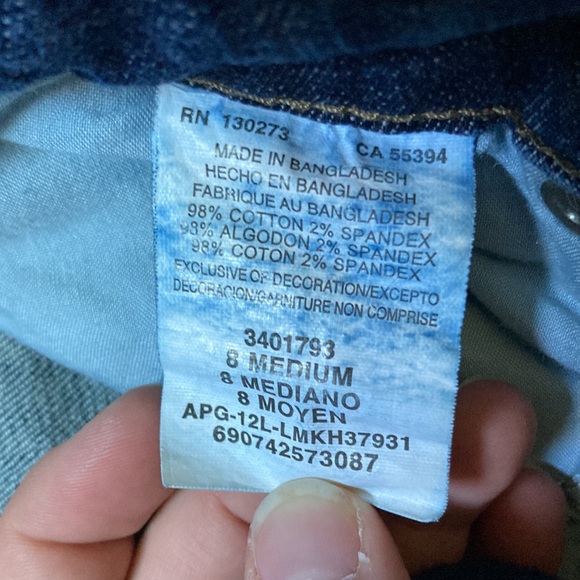 RN 130273 CA 55394
MADE IN BANGLADESH
HECHO EN BANGLADESH
FABRIQUE AU BANGLADESH
98% COTTON 2% SPANDEX
98% ALGODON 2% SPANDEX
98% COTON 2% SPANDEX
EXCLUSIVE OF DECORATION/EXCEPTO
DECORACION/GARNITURE NON COMPRISE
3401793
8 MEDIUM
8 MEDIANO
8 MOYEN
APG-12L-LMKH37931
690742573087